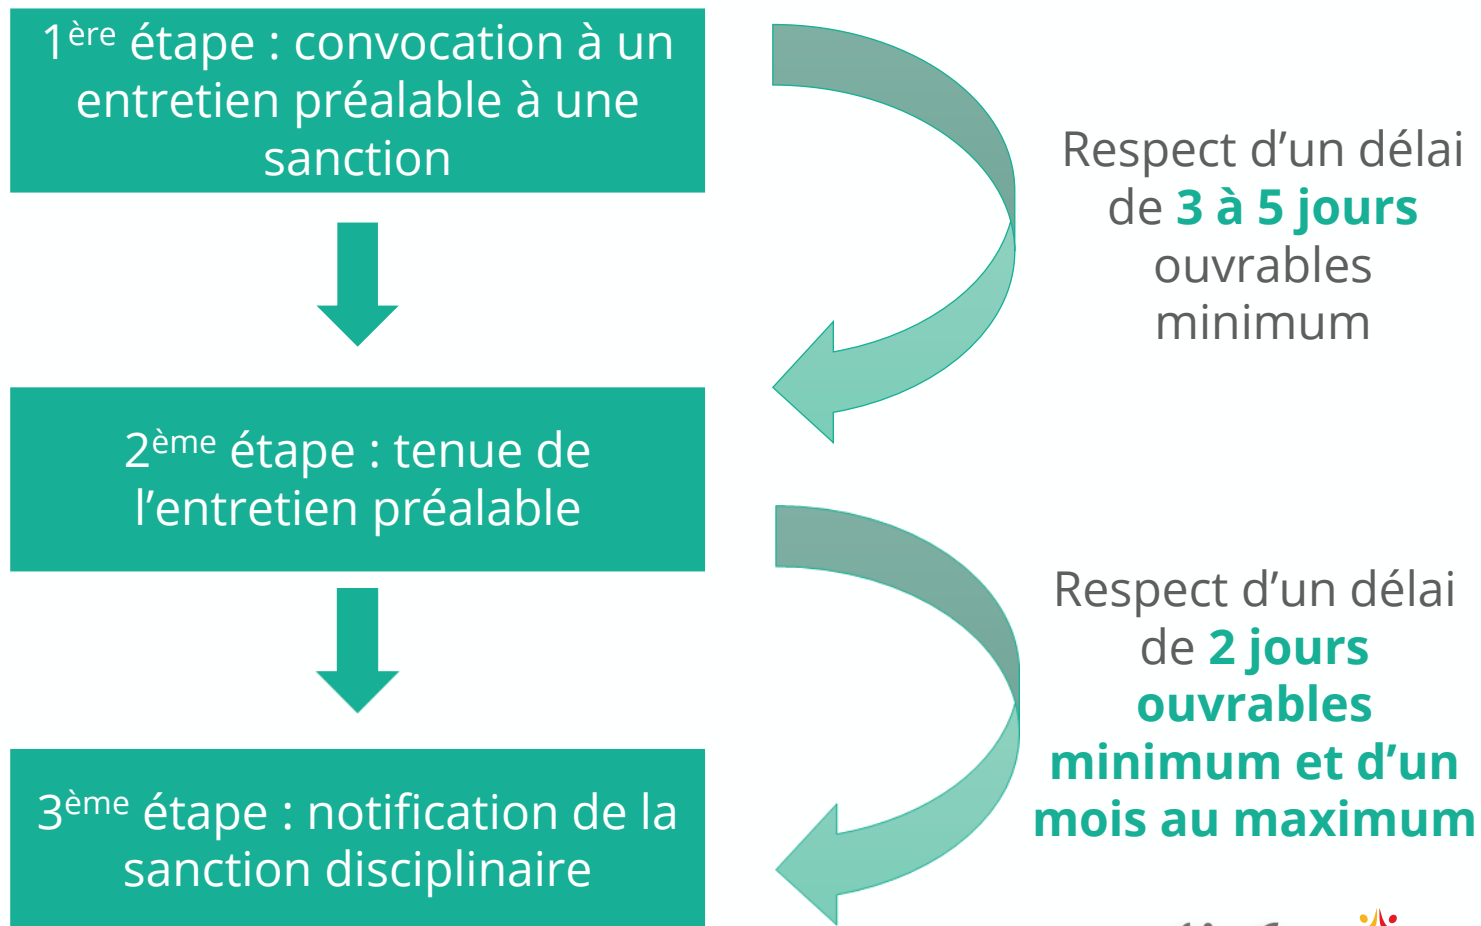 1ère étape : convocation à un
entretien préalable à une
sanction
Respect d’un délai
de 3 à 5 jours
ouvrables
minimum
2ème étape : tenue de
l’entretien préalable
Respect d’un délai
de 2 jours
ouvrables
minimum et d’un
mois au maximum
3ème étape : notification de la
sanction disciplinaire